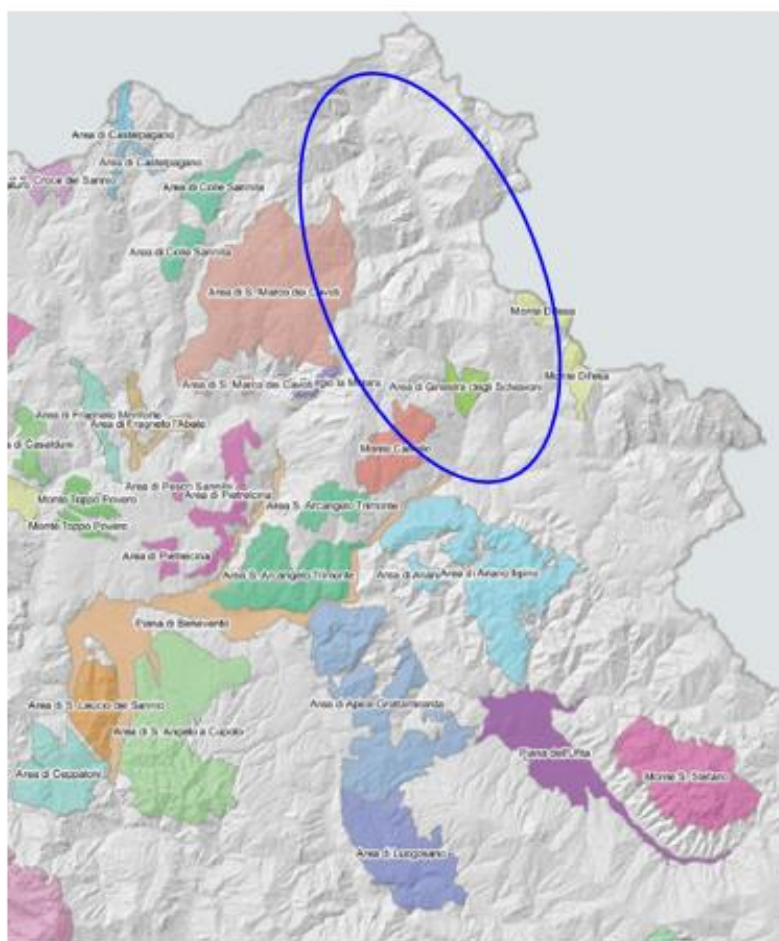 Area di Castelpagano
Area di Castelpagano
S. Croce del Sannio
Area di Colle Sannita
Area di Colle Sannita
Area di S. Marco dei Cavoti
Monte Difesa
Area di S. Marco dei Cavoti
Area di Ginestra degli Schiavoni
Monte Difesa
Area di Fragneto Monforte
Area di Fragneto l'Abate
di Casalduni
Monte
Area di Pesco Sannita
Area di Pietrelcina
Monte Toppo Povero
Area S. Arcangelo Trimonte
Monte Toppo Povero
Area di Pietrelcina
Area S. Arcangelo Trimonte
Area di Ariano Irpino
Piana di Benevento
Area di S. Leucio del Sannio
Area di Apice-Grottaminarda
Area di S. Angelo a Cupolo
Piana dell'Ufita
Area di Ceppaloni
Monte S. Stefano
Area di Luogosano